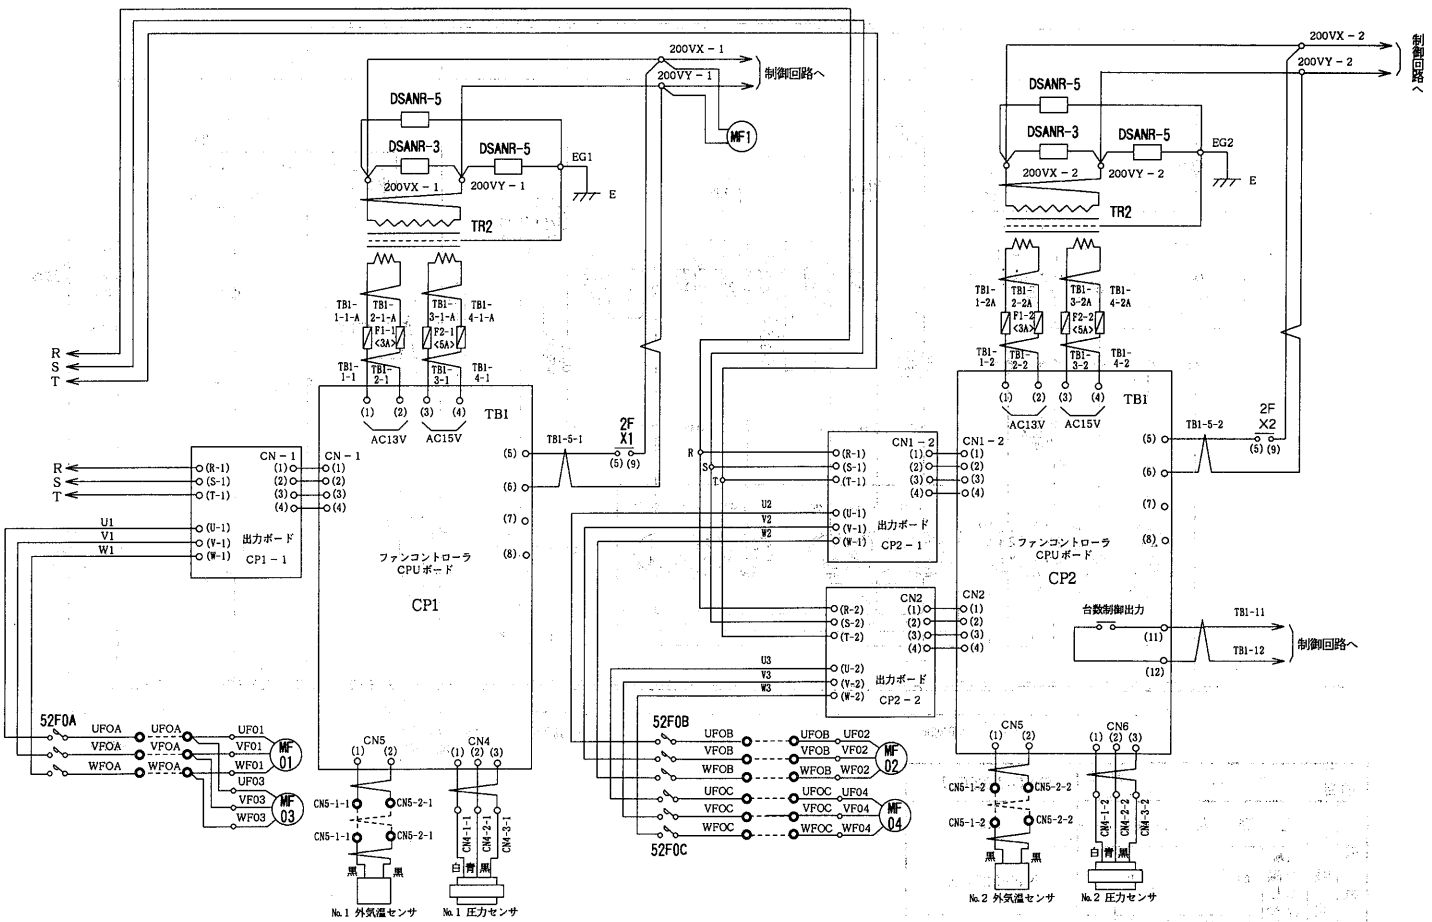 200VX-1
200VY-1
制御回路へ
DSANR-5
DSANR-3
DSANR-5
MF1
EG1
E
200VX-1
200VY-1
TR2
TB1-1-1-A
TB1-2-1-A
TB1-3-1-A
TB1-4-1-A
F1-1
<3A>
F2-1
<5A>
TB1-1-1
TB1-2-1
TB1-3-1
TB1-4-1
R
S
T
(1)
(2)
(3)
(4)
TB1
AC13V
AC15V
TB1-5-1
2F
X1
(5) (9)
(5)
(6)
(7)
(8)
R
S
T
CN-1
CN-1
(R-1)
(S-1)
(T-1)
(1)
(2)
(3)
(4)
(1)
(2)
(3)
(4)
U1
V1
W1
(U-1)
(V-1)
(W-1)
出力ボード
CP1-1
ファンコントローラ
CPUボード
CP1
52F0A
UFOA
UFOA
UF01
VFOA
VFOA
VF01
WFOA
WFOA
WF01
MF
01
UF03
VF03
WF03
MF
03
CN5
(1)
(2)
CN4
(1)
(2)
(3)
CN5-1-1
CN5-2-1
CN5-1-1
CN5-2-1
CN4-1-1
CN4-2-1
CN4-3-1
黒
黒
白
青
黒
No.1 外気温センサ
No.1 圧力センサ
200VX-2
200VY-2
制御回路へ
DSANR-5
DSANR-3
DSANR-5
EG2
E
200VX-2
200VY-2
TR2
TB1-1-2A
TB1-2-2A
TB1-3-2A
TB1-4-2A
F1-2
<3A>
F2-2
<5A>
TB1-1-2
TB1-2-2
TB1-3-2
TB1-4-2
(1)
(2)
(3)
(4)
TB1
AC13V
AC15V
TB1-5-2
2F
X2
(5) (9)
(5)
(6)
(7)
(8)
R
S
T
CN1-2
CN1-2
(R-1)
(S-1)
(T-1)
(1)
(2)
(3)
(4)
(1)
(2)
(3)
(4)
U2
V2
W2
(U-1)
(V-1)
(W-1)
出力ボード
CP2-1
ファンコントローラ
CPUボード
CP2
CN2
CN2
(R-2)
(S-2)
(T-2)
(1)
(2)
(3)
(4)
(1)
(2)
(3)
(4)
U3
V3
W3
(U-2)
(V-2)
(W-2)
出力ボード
CP2-2
台数制御出力
(11)
(12)
TB1-11
TB1-12
制御回路へ
52F0B
UFOB
UFOB
UF02
VFOB
VFOB
VF02
WFOB
WFOB
WF02
MF
02
UFOC
UFOC
UF04
VFOC
VFOC
VF04
WFOC
WFOC
WF04
MF
04
52F0C
CN5
(1)
(2)
CN6
(1)
(2)
(3)
CN5-1-2
CN5-2-2
CN5-1-2
CN5-2-2
CN4-1-2
CN4-2-2
CN4-3-2
黒
黒
白
青
黒
No.2 外気温センサ
No.2 圧力センサ